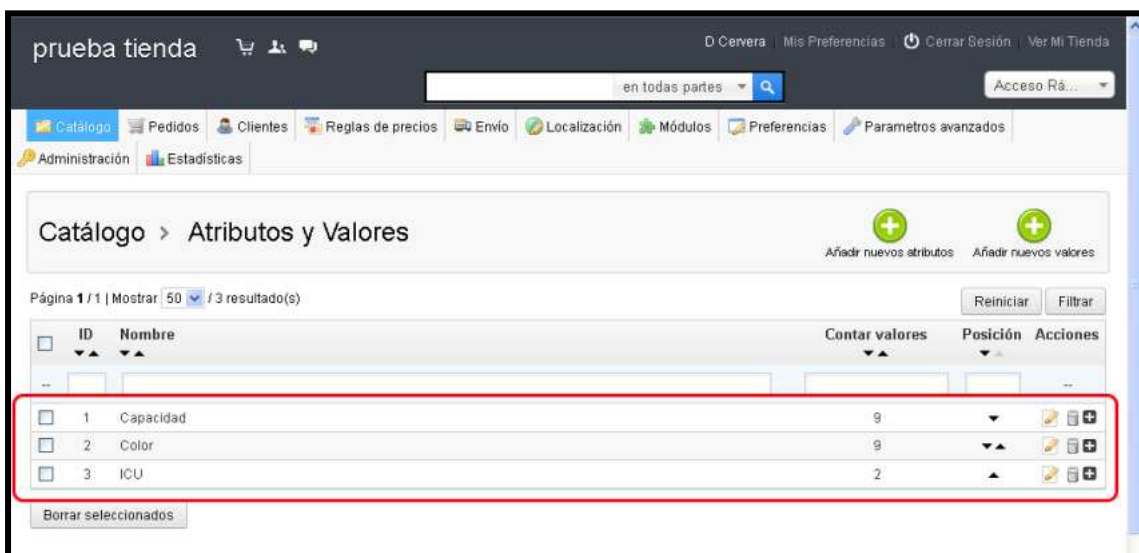 prueba tienda D Cervera Mis Preferencias Cerrar Sesión Ver Mi Tienda
en todas partes Acceso Rá...
Catálogo Pedidos Clientes Reglas de precios Envío Localización Módulos Preferencias Parametros avanzados
Administración Estadísticas
Catálogo > Atributos y Valores
Añadir nuevos atributos Añadir nuevos valores
Página 1 / 1 | Mostrar 50 / 3 resultado(s) Reiniciar Filtrar
ID Nombre Contar valores Posición Acciones
-- --
1 Capacidad 9
2 Color 9
3 ICU 2
Borrar seleccionados